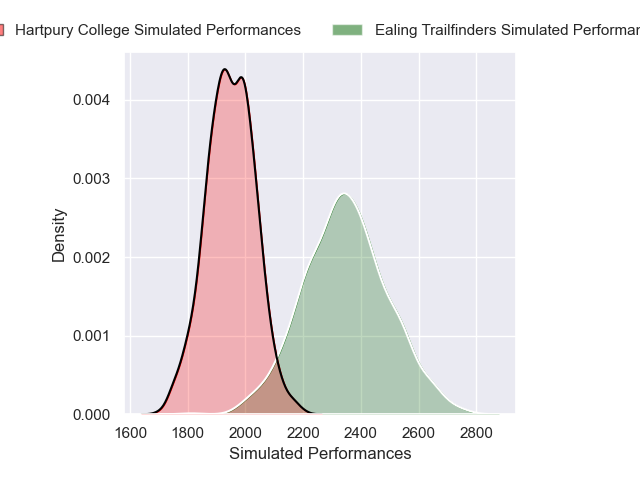 Hartpury College Simulated Performances
Ealing Trailfinders Simulated
0.004
0.003
0.002
0.001
0.000
Density
1600 1800 2000 2200 2400 2600 2800
Simulated Performances